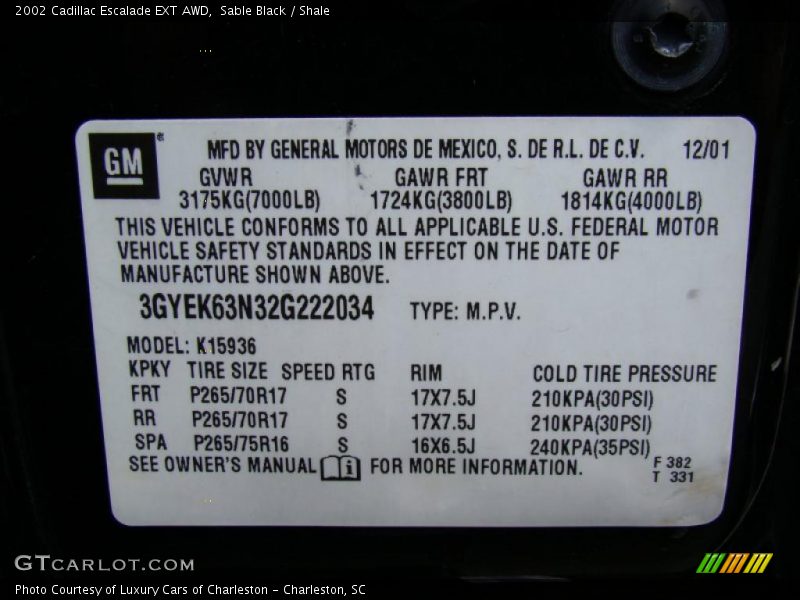 2002 Cadillac Escalade EXT AWD,  Sable Black / Shale
GM®
MFD BY GENERAL MOTORS DE MEXICO, S. DE R.L. DE C.V. 12/01
GVWR GAWR FRT GAWR RR
3175KG(7000LB) 1724KG(3800LB) 1814KG(4000LB)
THIS VEHICLE CONFORMS TO ALL APPLICABLE U.S. FEDERAL MOTOR
VEHICLE SAFETY STANDARDS IN EFFECT ON THE DATE OF
MANUFACTURE SHOWN ABOVE.
3GYEK63N32G222034 TYPE: M.P.V.
MODEL: K15936
KPKY TIRE SIZE SPEED RTG RIM COLD TIRE PRESSURE
FRT P265/70R17 S 17X7.5J 210KPA(30PSI)
RR P265/70R17 S 17X7.5J 210KPA(30PSI)
SPA P265/75R16 S 16X6.5J 240KPA(35PSI)
SEE OWNER'S MANUAL i FOR MORE INFORMATION.
F 382
T 331
GTCARLOT.COM
Photo Courtesy of Luxury Cars of Charleston - Charleston, SC